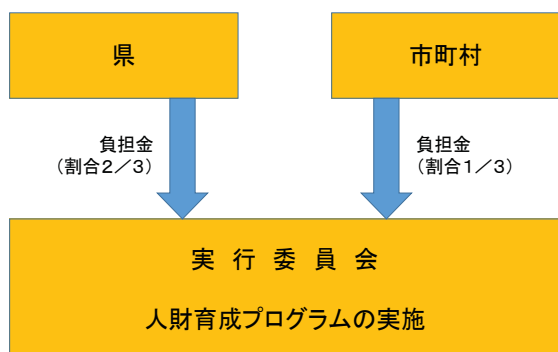 県
市町村
負担金
（割合２／３）
負担金
（割合１／３）
実　行　委　員　会
人財育成プログラムの実施